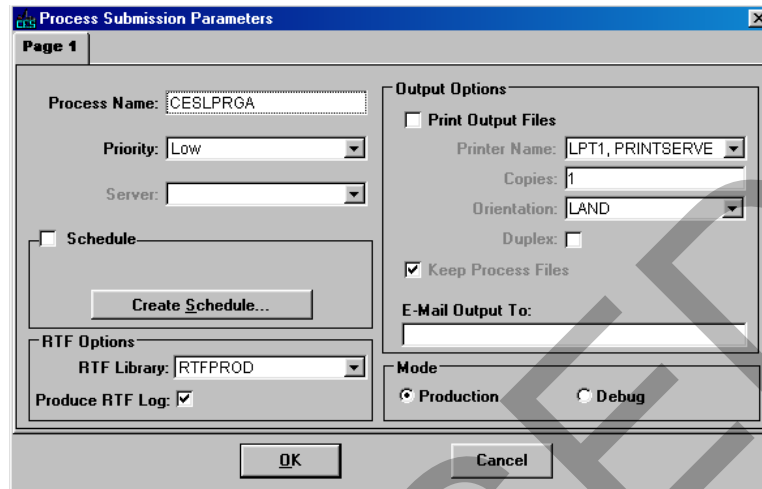 CCS Process Submission Parameters
Page 1
Process Name: CESLPRGA
Priority: Low
Server:
Schedule
Create Schedule...
RTF Options
RTF Library: RTFPROD
Produce RTF Log:
Output Options
Print Output Files
Printer Name: LPT1, PRINTSERVE
Copies: 1
Orientation: LAND
Duplex:
Keep Process Files
E-Mail Output To:
Mode
Production
Debug
OK
Cancel